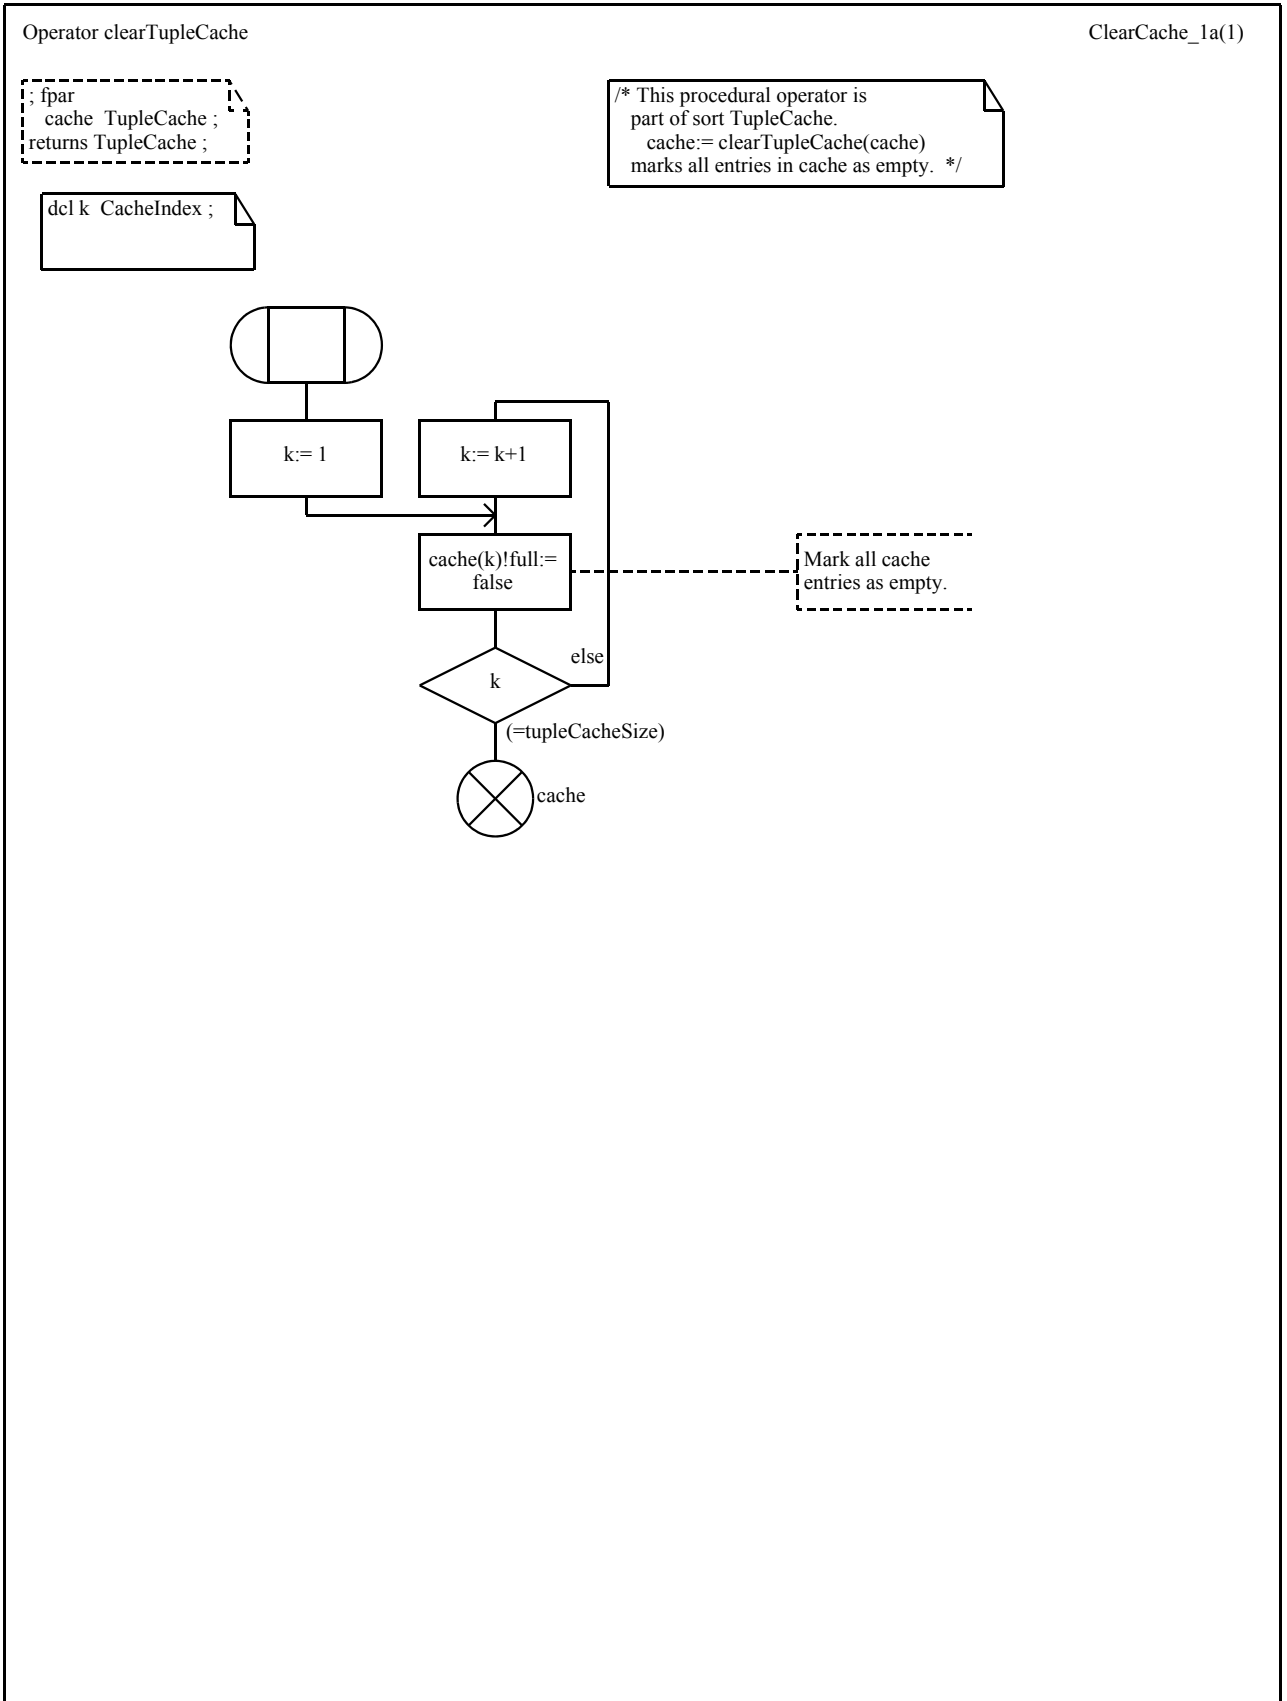 Operator clearTupleCache
ClearCache_1a(1)
; fpar
cache  TupleCache ;
returns TupleCache ;
/* This procedural operator is
part of sort TupleCache.
cache:= clearTupleCache(cache)
marks all entries in cache as empty.  */
dcl k  CacheIndex ;
k:= 1
k:= k+1
cache(k)!full:=
false
Mark all cache
entries as empty.
else
k
(=tupleCacheSize)
cache